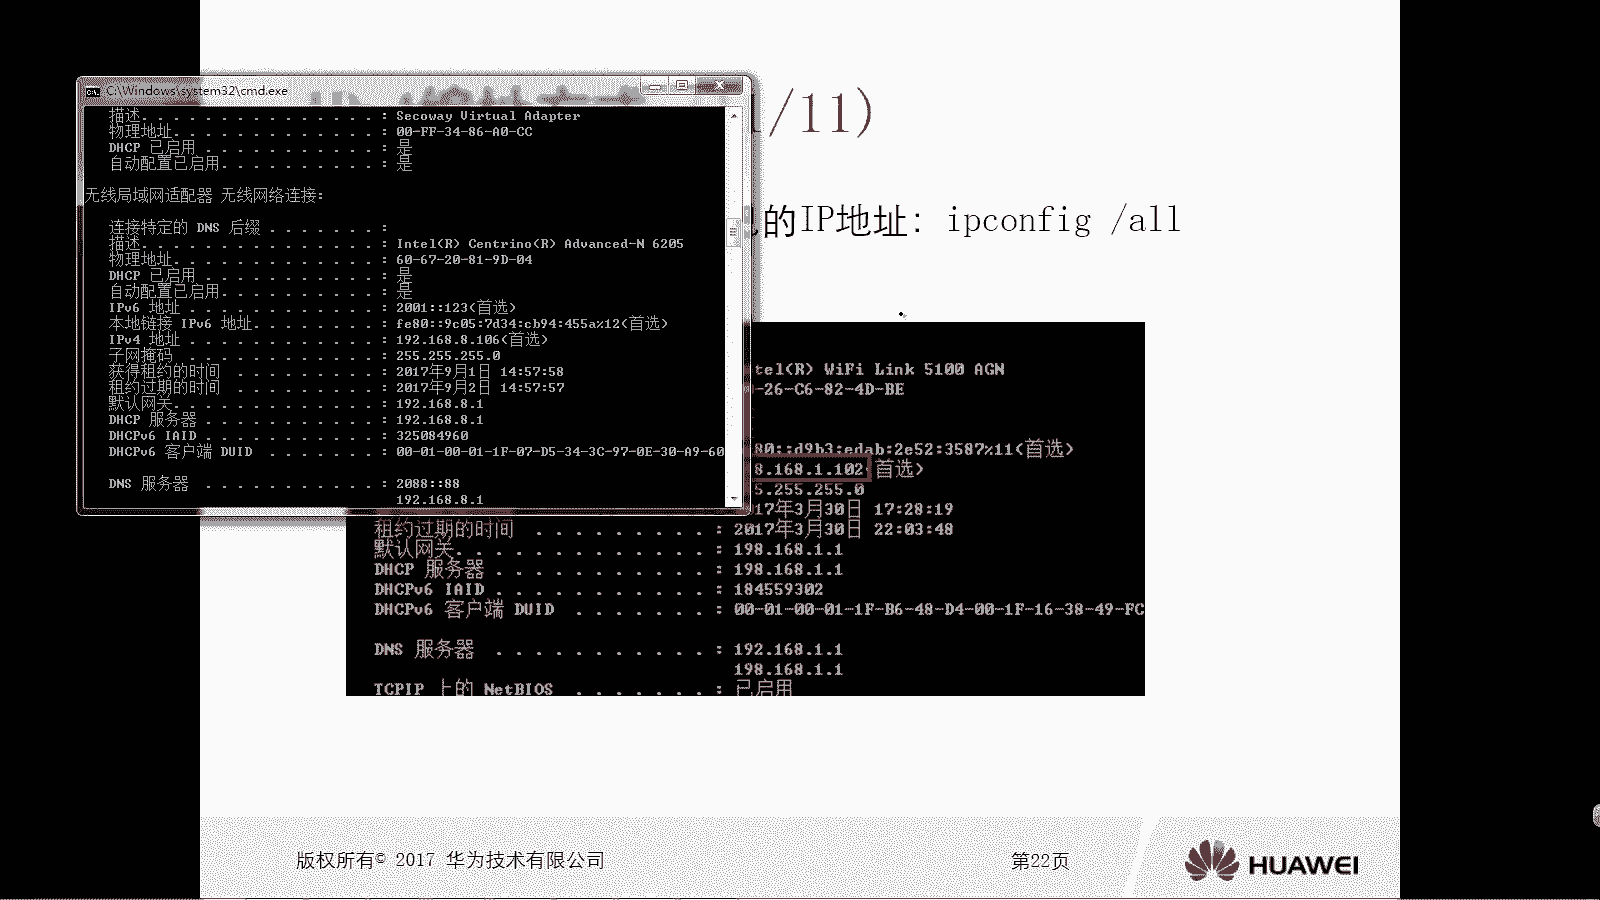 C:\Windows\system32\cmd.exe
描述. . . . . . . . . . . . . . . : Secoway Virtual Adapter
物理地址. . . . . . . . . . . . . : 00-FF-34-86-A0-CC
DHCP 已启用 . . . . . . . . . . . : 是
自动配置已启用. . . . . . . . . . : 是
无线局域网适配器 无线网络连接:
连接特定的 DNS 后缀 . . . . . . . :
描述. . . . . . . . . . . . . . . : Intel(R) Centrino(R) Advanced-N 6205
物理地址. . . . . . . . . . . . . : 60-67-20-81-9D-04
DHCP 已启用 . . . . . . . . . . . : 是
自动配置已启用. . . . . . . . . . : 是
IPv6 地址 . . . . . . . . . . . . : 2001::123(首选)
本地链接 IPv6 地址. . . . . . . . : fe80::9c05:7d34:cb94:455a%12(首选)
IPv4 地址 . . . . . . . . . . . . : 192.168.8.106(首选)
子网掩码 . . . . . . . . . . . . : 255.255.255.0
获得租约的时间 . . . . . . . . . : 2017年9月1日 14:57:58
租约过期的时间 . . . . . . . . . : 2017年9月2日 14:57:57
默认网关. . . . . . . . . . . . . : 192.168.8.1
DHCP 服务器 . . . . . . . . . . . : 192.168.8.1
DHCPv6 IAID . . . . . . . . . . . : 325084960
DHCPv6 客户端 DUID . . . . . . . : 00-01-00-01-1F-07-D5-34-3C-97-0E-30-A9-60
DNS 服务器 . . . . . . . . . . . : 2088::88
192.168.8.1
/11)
的IP地址: ipconfig /all
tel(R) WiFi Link 5100 AGN
-26-C6-82-4D-BE
80::d9b3:edab:2e52:3587%11(首选)
8.168.1.102(首选)
5.255.255.0
17年3月30日 17:28:19
租约过期的时间 . . . . . . . . . : 2017年3月30日 22:03:48
默认网关. . . . . . . . . . . . . : 198.168.1.1
DHCP 服务器 . . . . . . . . . . . : 198.168.1.1
DHCPv6 IAID . . . . . . . . . . . : 184559302
DHCPv6 客户端 DUID . . . . . . . : 00-01-00-01-1F-B6-48-D4-00-1F-16-38-49-FC
DNS 服务器 . . . . . . . . . . . : 192.168.1.1
198.168.1.1
TCPIP 上的 NetBIOS . . . . . . . : 已启用
版权所有© 2017 华为技术有限公司
第22页
HUAWEI